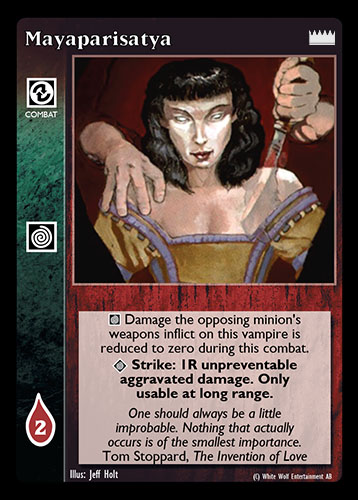 Mayaparisatya
COMBAT
Damage the opposing minion's
weapons inflict on this vampire is
reduced to zero during this combat.
Strike: 1R unpreventable
aggravated damage. Only
usable at long range.
One should always be a little
improbable. Nothing that actually
occurs is of the smallest importance.
Tom Stoppard, The Invention of Love
2
Illus: Jeff Holt
(C) White Wolf Entertainment AB